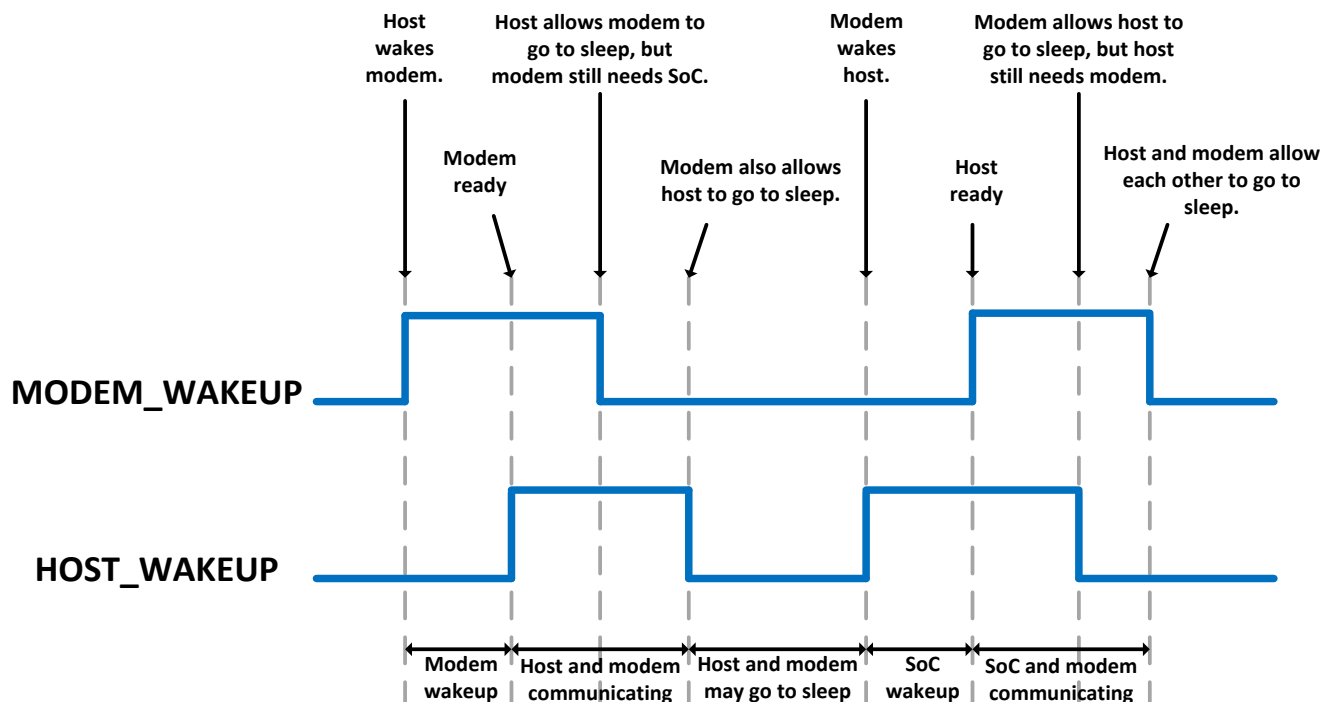 Host
wakes
modem.
Host allows modem to
go to sleep, but
modem still needs SoC.
Modem
wakes
host.
Modem allows host to
go to sleep, but host
still needs modem.
Modem
ready
Modem also allows
host to go to sleep.
Host
ready
Host and modem allow
each other to go to
sleep.
MODEM_WAKEUP
HOST_WAKEUP
Modem
wakeup
Host and modem
communicating
Host and modem
may go to sleep
SoC
wakeup
SoC and modem
communicating